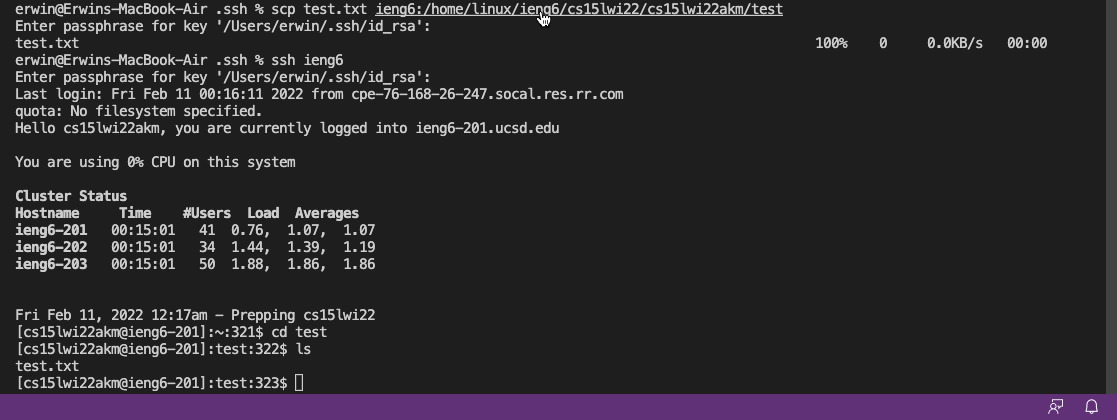 erwin@Erwins-MacBook-Air .ssh % scp test.txt ieng6:/home/linux/ieng6/cs15lwi22/cs15lwi22akm/test
Enter passphrase for key '/Users/erwin/.ssh/id_rsa':
test.txt 100% 0 0.0KB/s 00:00
erwin@Erwins-MacBook-Air .ssh % ssh ieng6
Enter passphrase for key '/Users/erwin/.ssh/id_rsa':
Last login: Fri Feb 11 00:16:11 2022 from cpe-76-168-26-247.socal.res.rr.com
quota: No filesystem specified.
Hello cs15lwi22akm, you are currently logged into ieng6-201.ucsd.edu
You are using 0% CPU on this system
Cluster Status
Hostname Time #Users Load Averages
ieng6-201 00:15:01 41 0.76, 1.07, 1.07
ieng6-202 00:15:01 34 1.44, 1.39, 1.19
ieng6-203 00:15:01 50 1.88, 1.86, 1.86
Fri Feb 11, 2022 12:17am - Prepping cs15lwi22
[cs15lwi22akm@ieng6-201]:~:321$ cd test
[cs15lwi22akm@ieng6-201]:test:322$ ls
test.txt
[cs15lwi22akm@ieng6-201]:test:323$